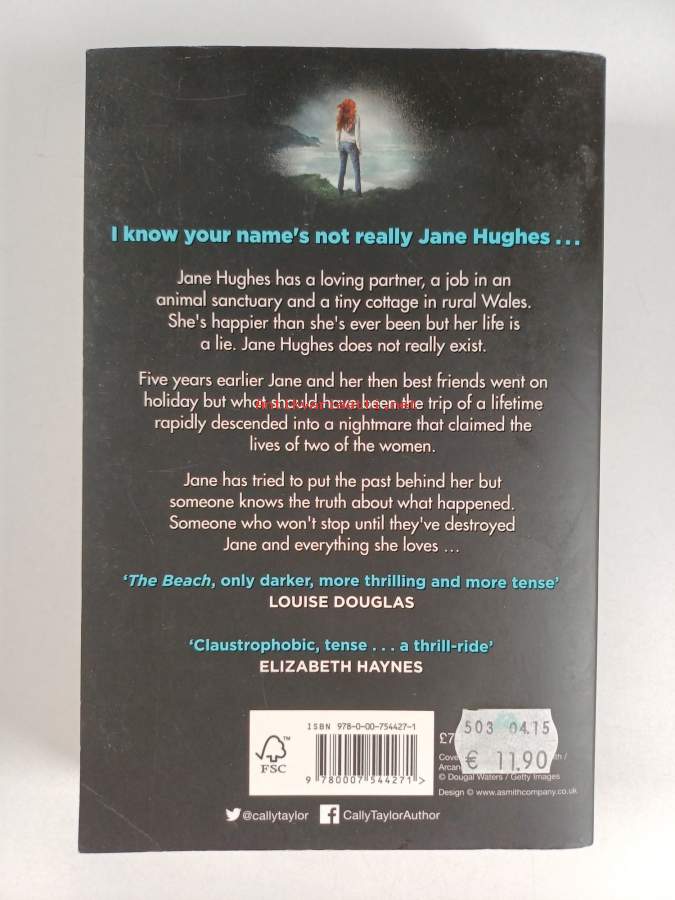 I know your name's not really Jane Hughes . . .
Jane Hughes has a loving partner, a job in an
animal sanctuary and a tiny cottage in rural Wales.
She's happier than she's ever been but her life is
a lie. Jane Hughes does not really exist.
Five years earlier Jane and her then best friends went on
holiday but what should have been the trip of a lifetime
rapidly descended into a nightmare that claimed the
lives of two of the women.
Jane has tried to put the past behind her but
someone knows the truth about what happened.
Someone who won't stop until they've destroyed
Jane and everything she loves ...
'The Beach, only darker, more thrilling and more tense'
LOUISE DOUGLAS
'Claustrophobic, tense . . . a thrill-ride'
ELIZABETH HAYNES
ISBN 978-0-00-754427-1
9 780007 544271 >
FSC™
£7
503 04.15
€ 11.90
Cove
Arcan
© Dougal Waters / Getty Images
Design © www.asmithcompany.co.uk
@callytaylor
CallyTaylorAuthor